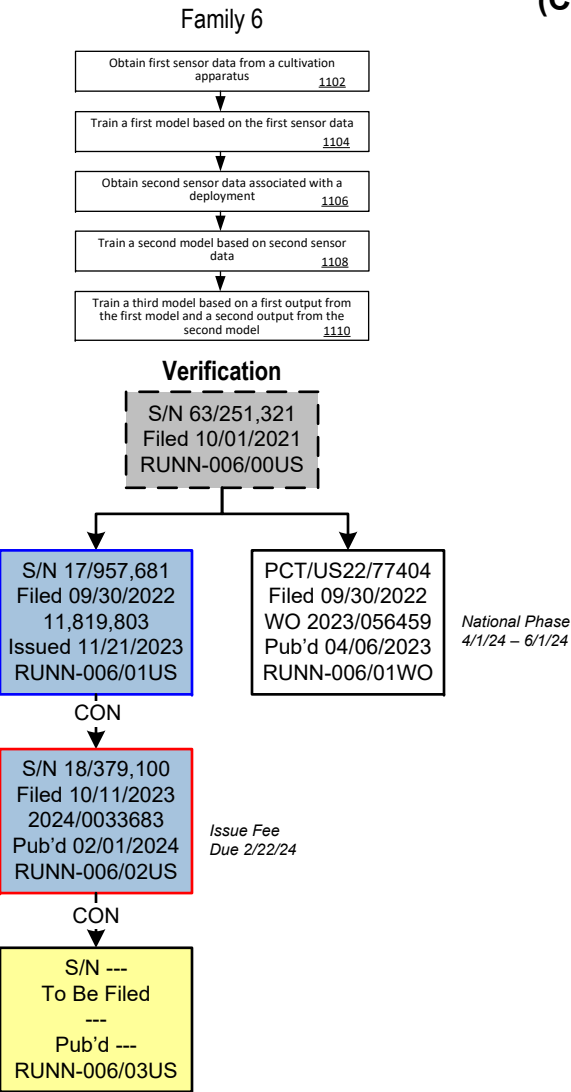 Family 6
(C
Obtain first sensor data from a cultivation
apparatus
1102
Train a first model based on the first sensor data
1104
Obtain second sensor data associated with a
deployment
1106
Train a second model based on second sensor
data
1108
Train a third model based on a first output from
the first model and a second output from the
second model
1110
Verification
S/N 63/251,321
Filed 10/01/2021
RUNN-006/00US
S/N 17/957,681
Filed 09/30/2022
11,819,803
Issued 11/21/2023
RUNN-006/01US
PCT/US22/77404
Filed 09/30/2022
WO 2023/056459
Pub'd 04/06/2023
RUNN-006/01WO
National Phase
4/1/24 – 6/1/24
CON
S/N 18/379,100
Filed 10/11/2023
2024/0033683
Pub'd 02/01/2024
RUNN-006/02US
Issue Fee
Due 2/22/24
CON
S/N ---
To Be Filed
---
Pub'd ---
RUNN-006/03US